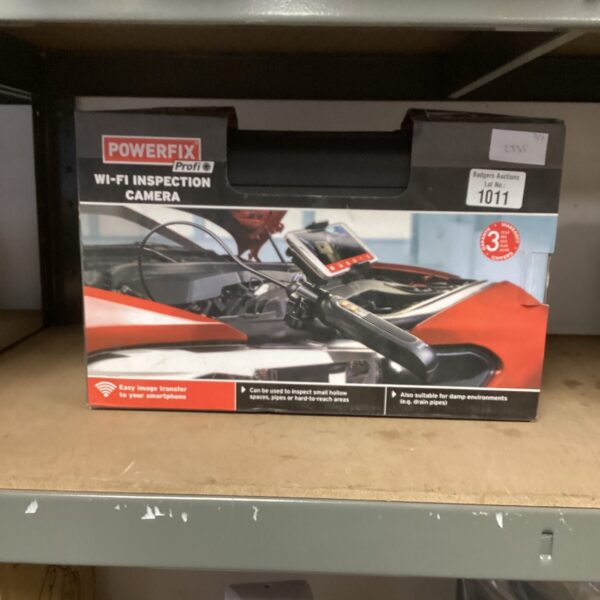 POWERFIX
Profi
WI-FI INSPECTION
CAMERA
Badgers Auctions
Lot No.:
1011
3
WARRANTY
Easy image transfer
to your smartphone
Can be used to inspect small hollow
spaces, pipes or hard-to-reach areas
Also suitable for damp environments
(e.g. drain pipes)